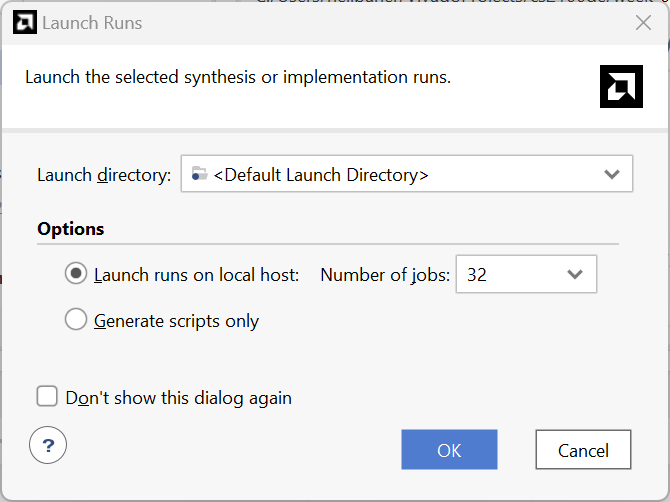 Launch Runs
Launch the selected synthesis or implementation runs.
Launch directory: <Default Launch Directory>
Options
Launch runs on local host: Number of jobs: 32
Generate scripts only
Don't show this dialog again
? OK Cancel